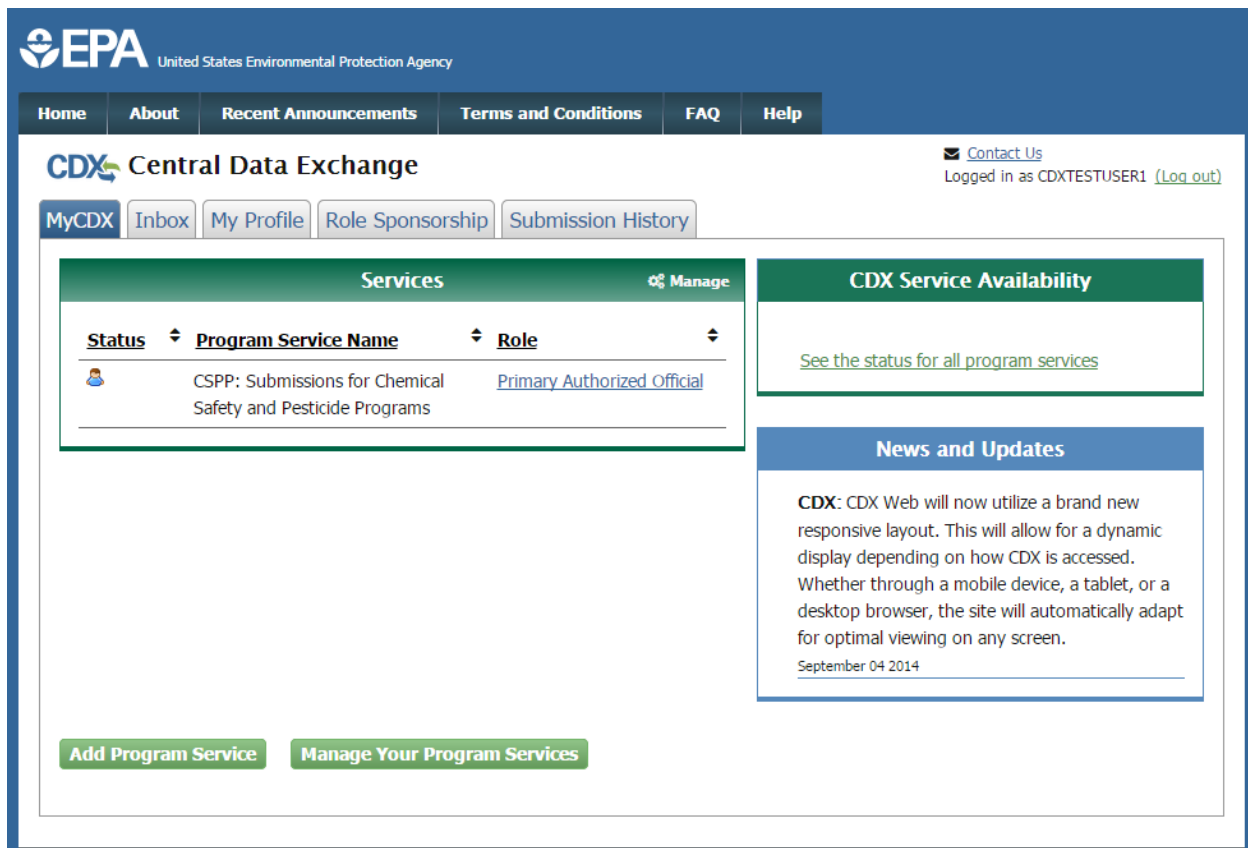 EPA United States Environmental Protection Agency
Home About Recent Announcements Terms and Conditions FAQ Help
CDX Central Data Exchange
Contact Us
Logged in as CDXTESTUSER1 (Log out)
MyCDX Inbox My Profile Role Sponsorship Submission History
Services Manage
Status Program Service Name Role
CSPP: Submissions for Chemical Primary Authorized Official
Safety and Pesticide Programs
CDX Service Availability
See the status for all program services
News and Updates
CDX: CDX Web will now utilize a brand new
responsive layout. This will allow for a dynamic
display depending on how CDX is accessed.
Whether through a mobile device, a tablet, or a
desktop browser, the site will automatically adapt
for optimal viewing on any screen.
September 04 2014
Add Program Service Manage Your Program Services